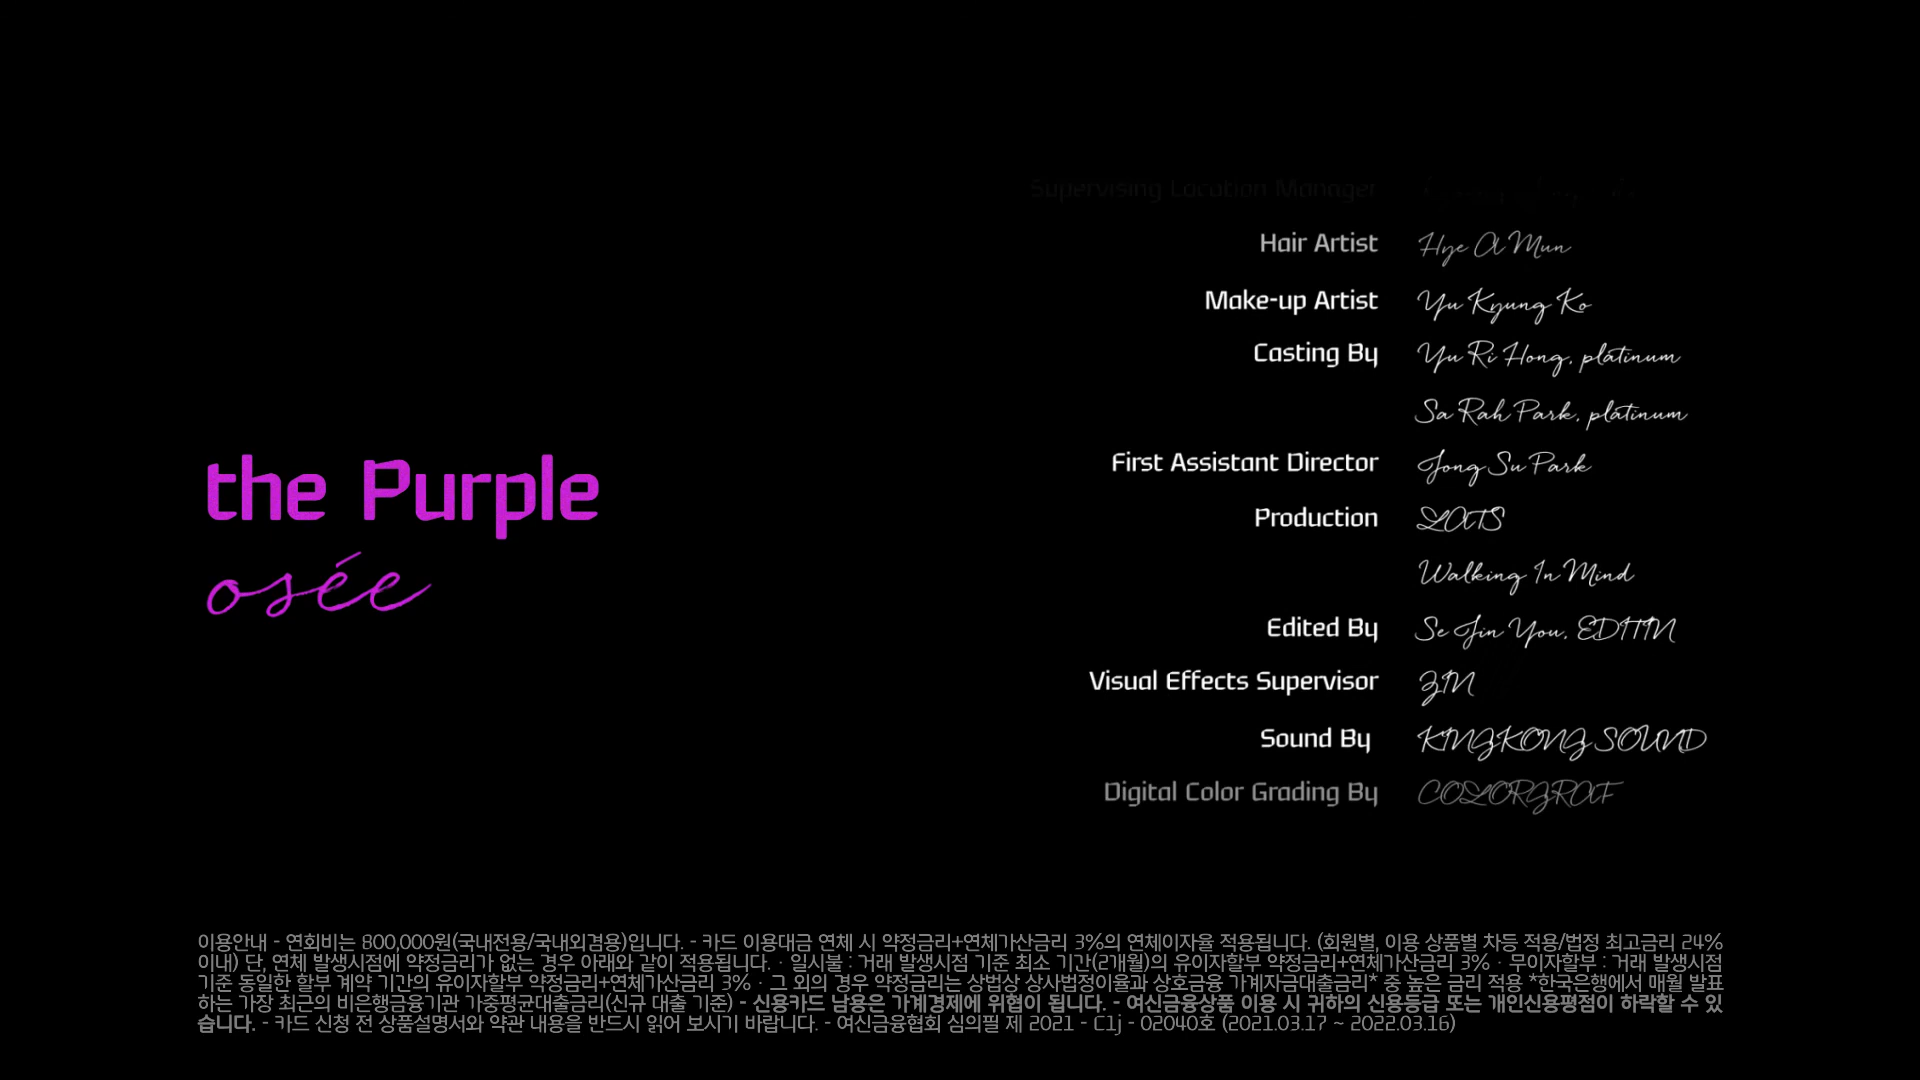 the Purple
osée
Supervising Location Manager
Hair Artist Hye A Mun
Make-up Artist Yu Kyung Ko
Casting By Yu Ri Hong, platinum
Sa Rah Park, platinum
First Assistant Director Jong Su Park
Production SLATS
Walking In Mind
Edited By Se Jin You, EDITIN
Visual Effects Supervisor ZIN
Sound By KINGKONG SOUND
Digital Color Grading By COLORGRAF
이용안내 - 연회비는 800,000원(국내전용/국내외겸용)입니다. - 카드 이용대금 연체 시 약정금리+연체가산금리 3%의 연체이자율 적용됩니다. (회원별, 이용 상품별 차등 적용/법정 최고금리 24%
이내) 단, 연체 발생시점에 약정금리가 없는 경우 아래와 같이 적용됩니다. · 일시불 : 거래 발생시점 기준 최소 기간(2개월)의 유이자할부 약정금리+연체가산금리 3% · 무이자할부 : 거래 발생시점
기준 동일한 할부 계약 기간의 유이자할부 약정금리+연체가산금리 3% · 그 외의 경우 약정금리는 상법상 상사법정이율과 상호금융 가계자금대출금리* 중 높은 금리 적용 *한국은행에서 매월 발표
하는 가장 최근의 비은행금융기관 가중평균대출금리(신규 대출 기준) - 신용카드 남용은 가계경제에 위협이 됩니다. - 여신금융상품 이용 시 귀하의 신용등급 또는 개인신용평점이 하락할 수 있
습니다. - 카드 신청 전 상품설명서와 약관 내용을 반드시 읽어 보시기 바랍니다. - 여신금융협회 심의필 제 2021 - C1j - 02040호 (2021.03.17 ~ 2022.03.16)